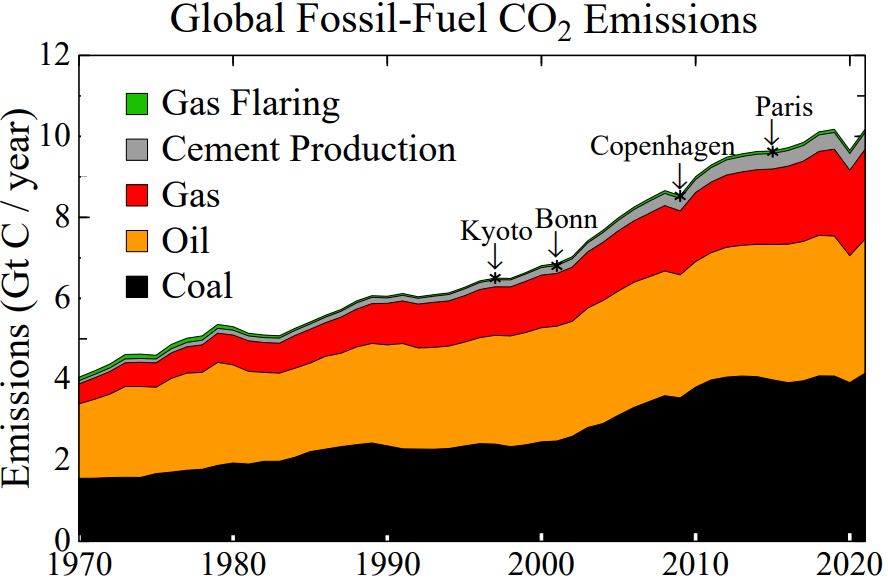 Global Fossil-Fuel CO₂ Emissions
Emissions (Gt C / year)
12
10
8
6
4
2
0
Gas Flaring
Cement Production
Gas
Oil
Coal
Kyoto
Bonn
Copenhagen
Paris
1970 1980 1990 2000 2010 2020